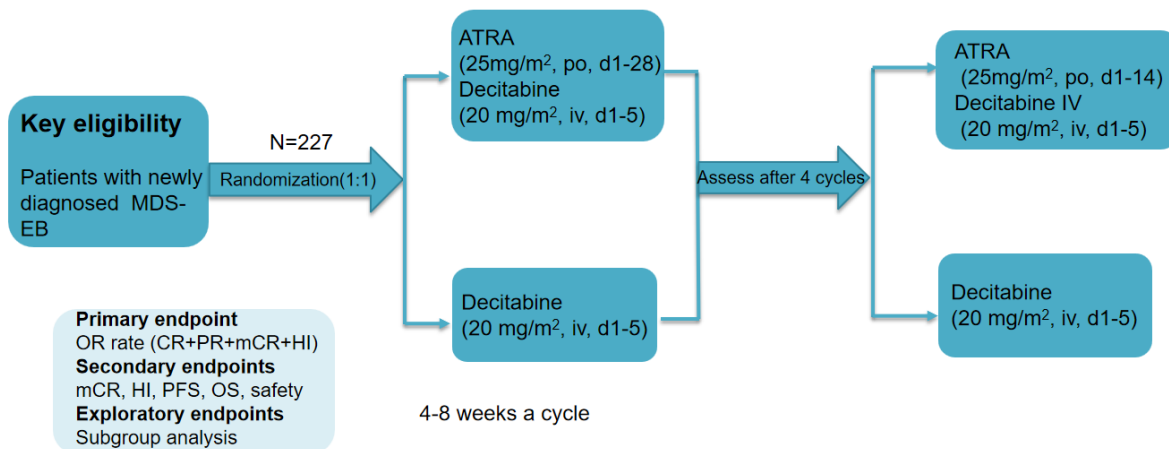 Key eligibility
Patients with newly
diagnosed MDS-
EB
N=227
Randomization(1:1)
ATRA
(25mg/m², po, d1-28)
Decitabine
(20 mg/m², iv, d1-5)
Decitabine
(20 mg/m², iv, d1-5)
Assess after 4 cycles
ATRA
(25mg/m², po, d1-14)
Decitabine IV
(20 mg/m², iv, d1-5)
Decitabine
(20 mg/m², iv, d1-5)
Primary endpoint
OR rate (CR+PR+mCR+HI)
Secondary endpoints
mCR, HI, PFS, OS, safety
Exploratory endpoints
Subgroup analysis
4-8 weeks a cycle